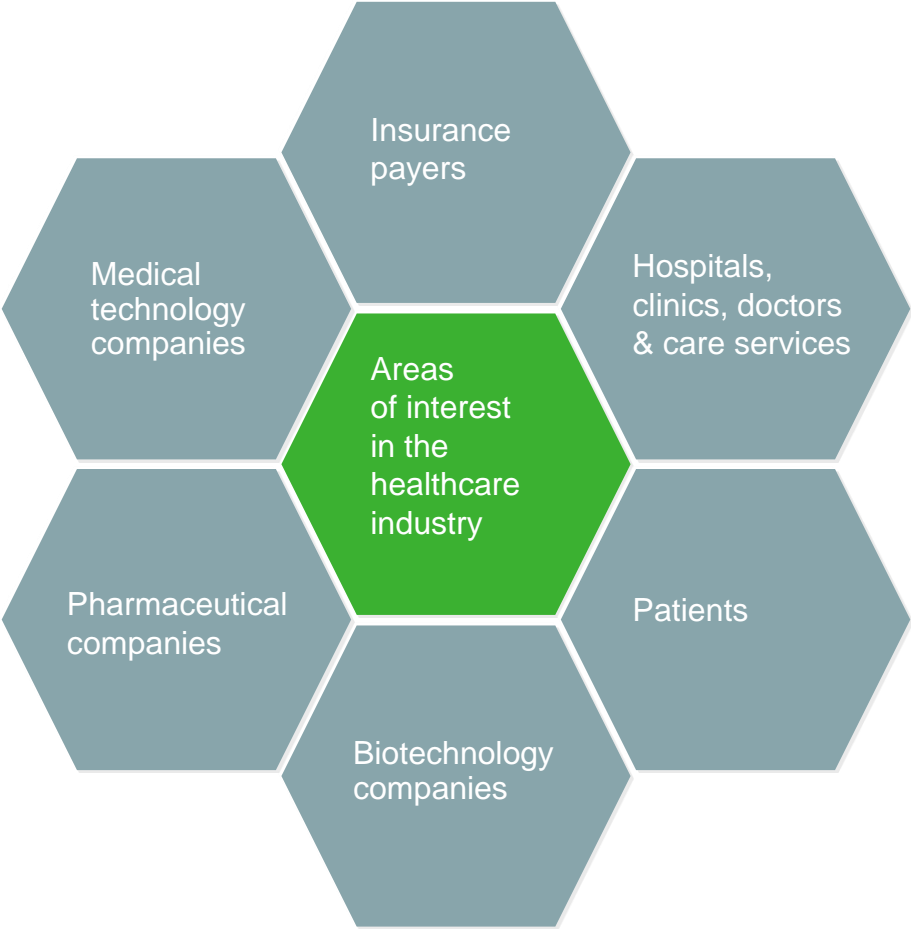 Insurance
payers
Hospitals,
clinics, doctors
& care services
Medical
technology
companies
Areas
of interest
in the
healthcare
industry
Pharmaceutical
companies
Patients
Biotechnology
companies